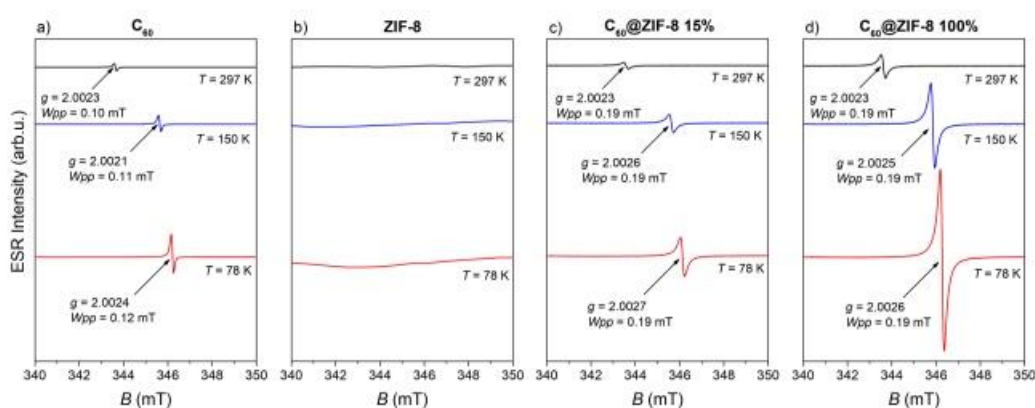 a) C₆₀
b) ZIF-8
c) C₆₀@ZIF-8 15%
d) C₆₀@ZIF-8 100%
ESR Intensity (arb.u.)
T = 297 K
g = 2.0023
Wpp = 0.10 mT
T = 150 K
g = 2.0021
Wpp = 0.11 mT
T = 78 K
g = 2.0024
Wpp = 0.12 mT
340 342 344 346 348 350
B (mT)
T = 297 K
T = 150 K
T = 78 K
340 342 344 346 348 350
B (mT)
T = 297 K
g = 2.0023
Wpp = 0.19 mT
T = 150 K
g = 2.0026
Wpp = 0.19 mT
T = 78 K
g = 2.0027
Wpp = 0.19 mT
340 342 344 346 348 350
B (mT)
T = 297 K
g = 2.0023
Wpp = 0.19 mT
T = 150 K
g = 2.0025
Wpp = 0.19 mT
T = 78 K
g = 2.0026
Wpp = 0.19 mT
340 342 344 346 348 350
B (mT)